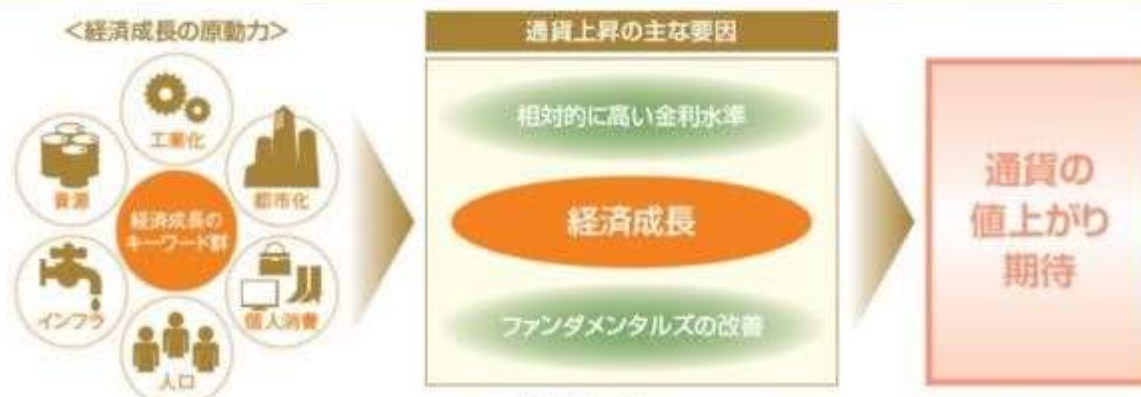 <経済成長の原動力>
工業化
資源
都市化
経済成長の
キーワード群
インフラ
個人消費
人口
通貨上昇の主な要因
相対的に高い金利水準
経済成長
ファンダメンタルズの改善
通貨の
値上がり
期待